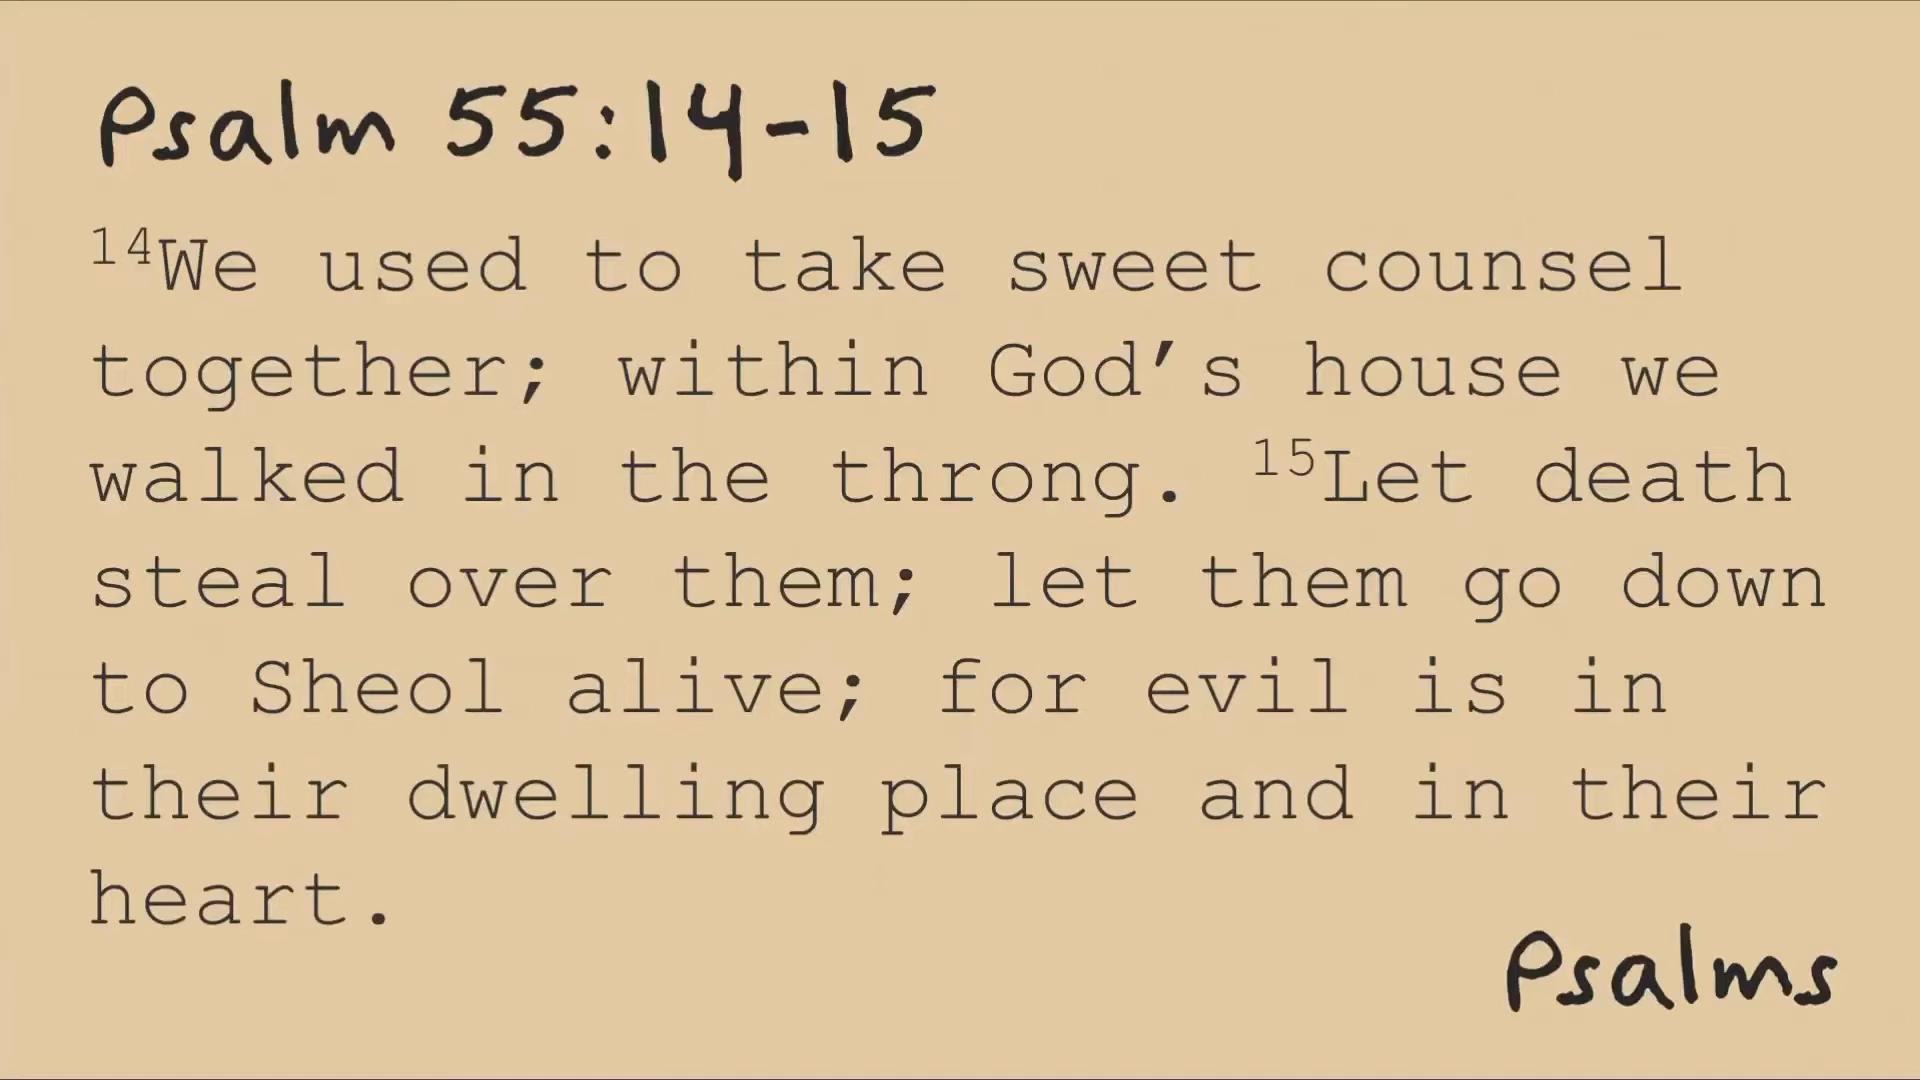 Psalm 55:14-15
¹⁴We used to take sweet counsel
together; within God’s house we
walked in the throng. ¹⁵Let death
steal over them; let them go down
to Sheol alive; for evil is in
their dwelling place and in their
heart.
Psalms